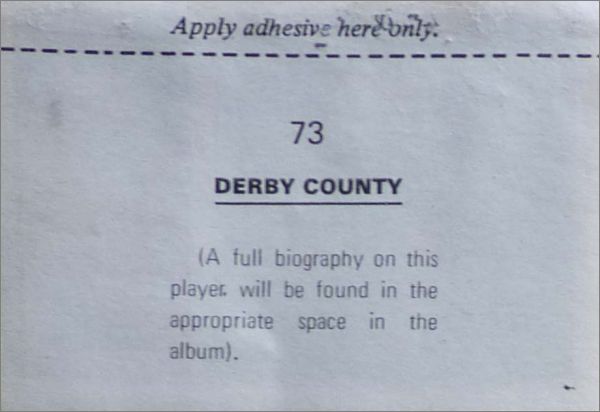 Apply adhesive here only.
73
DERBY COUNTY
(A full biography on this
player. will be found in the
appropriate space in the
album).